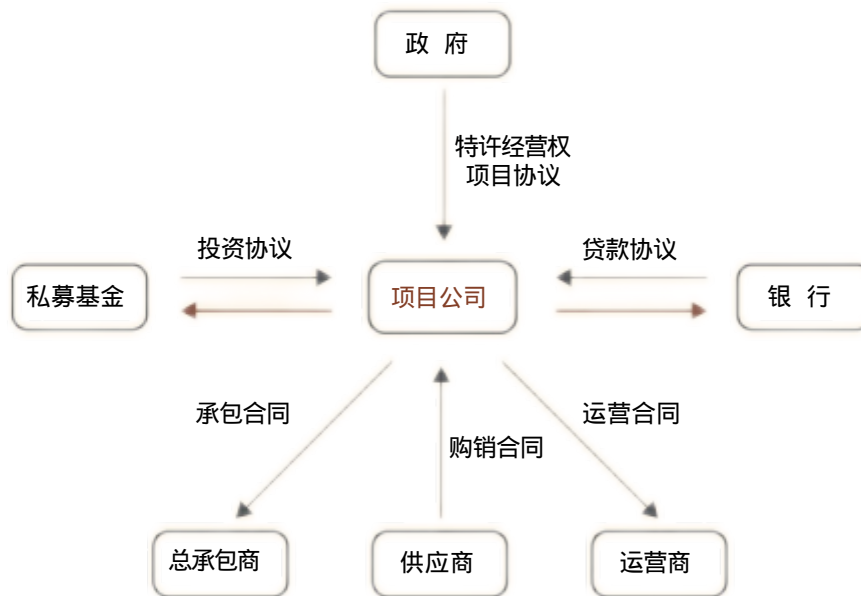 政 府
特许经营权
项目协议
投资协议
贷款协议
私募基金
项目公司
银 行
承包合同
购销合同
运营合同
总承包商
供应商
运营商